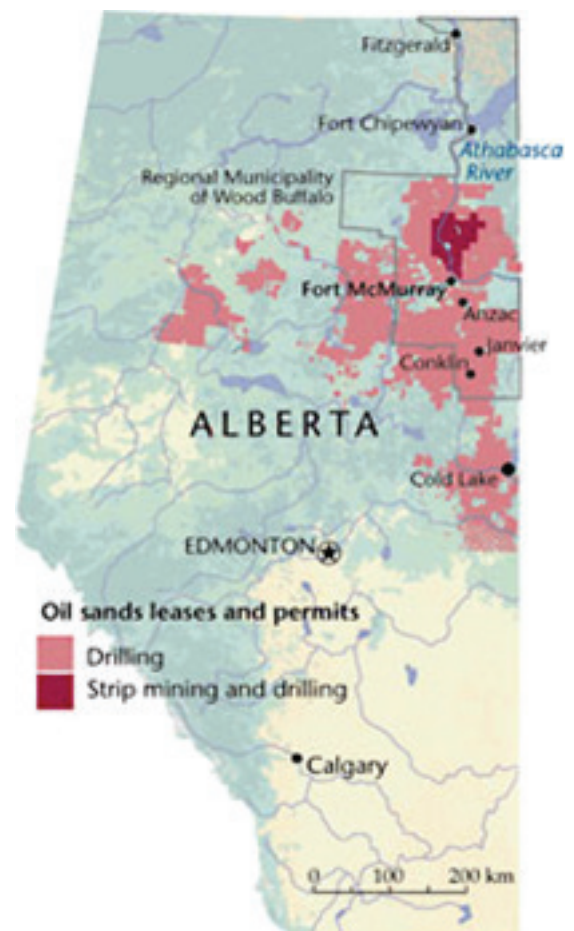 Fitzgerald
Fort Chipewyan
Athabasca
River
Regional Municipality
of Wood Buffalo
Fort McMurray
Anzac
Janvier
Conklin
ALBERTA
Cold Lake
EDMONTON
Oil sands leases and permits
Drilling
Strip mining and drilling
Calgary
0 100 200 km